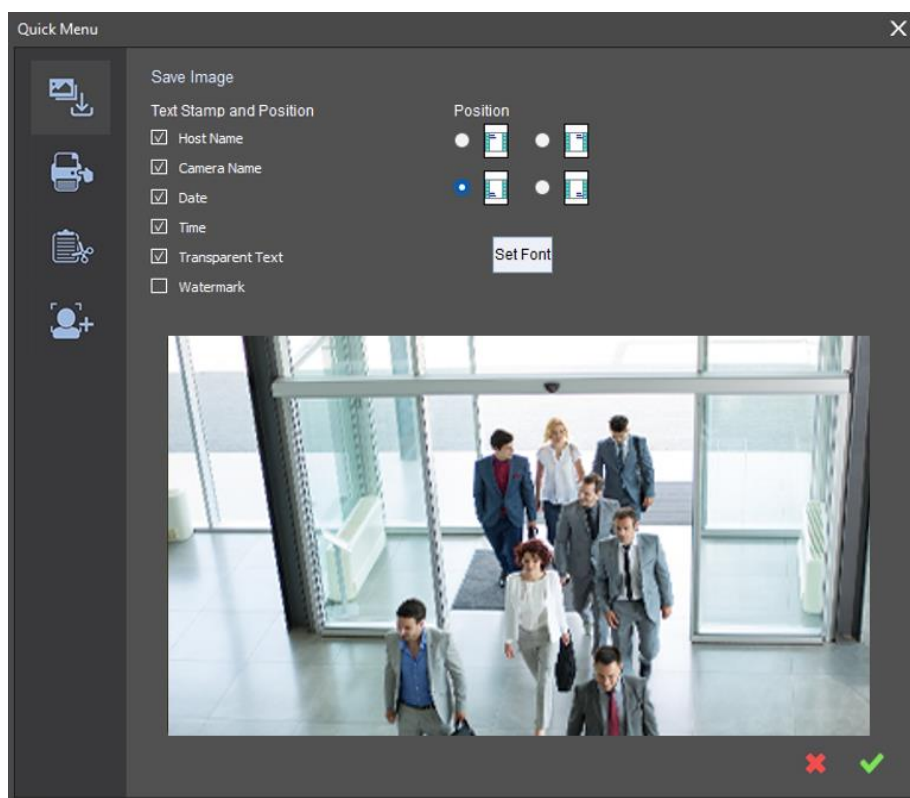 Quick Menu
Save Image
Text Stamp and Position
Position
Host Name
Camera Name
Date
Time
Transparent Text
Set Font
Watermark